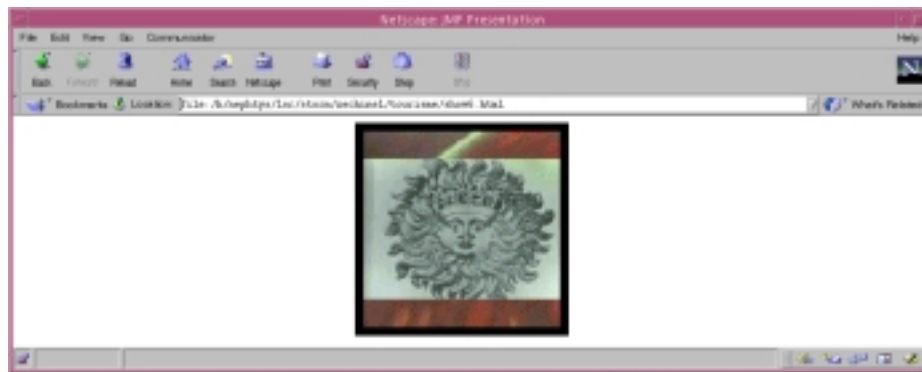 Netscape: JMF Presentation
File Edit View Go Communicator Help
Back Forward Reload Home Search Netscape Print Security Shop Stop
Bookmarks Location: What's Related